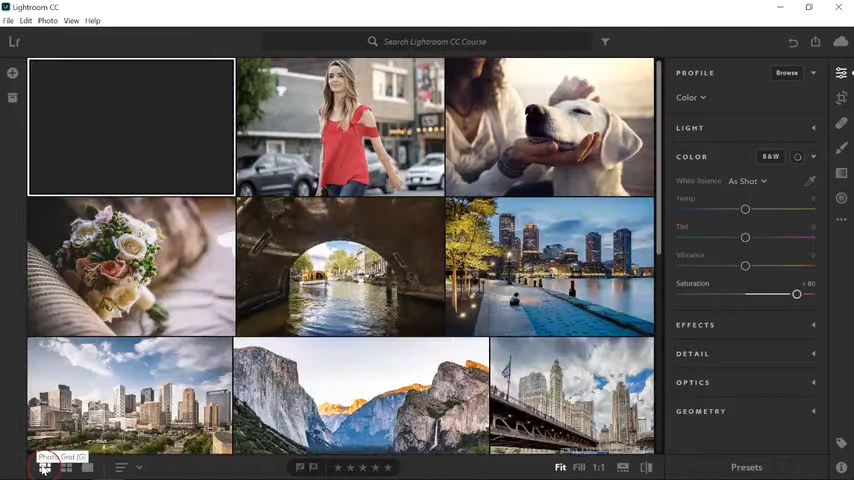 Lightroom CC
File Edit Photo View Help
Lr
Search Lightroom CC Course
PROFILE
Browse
Color
LIGHT
COLOR
B&W
White Balance
As Shot
Temp 0
Tint 0
Vibrance 0
Saturation + 80
EFFECTS
DETAIL
OPTICS
GEOMETRY
Photo Grid (G)
Fit Fill 1:1
Presets